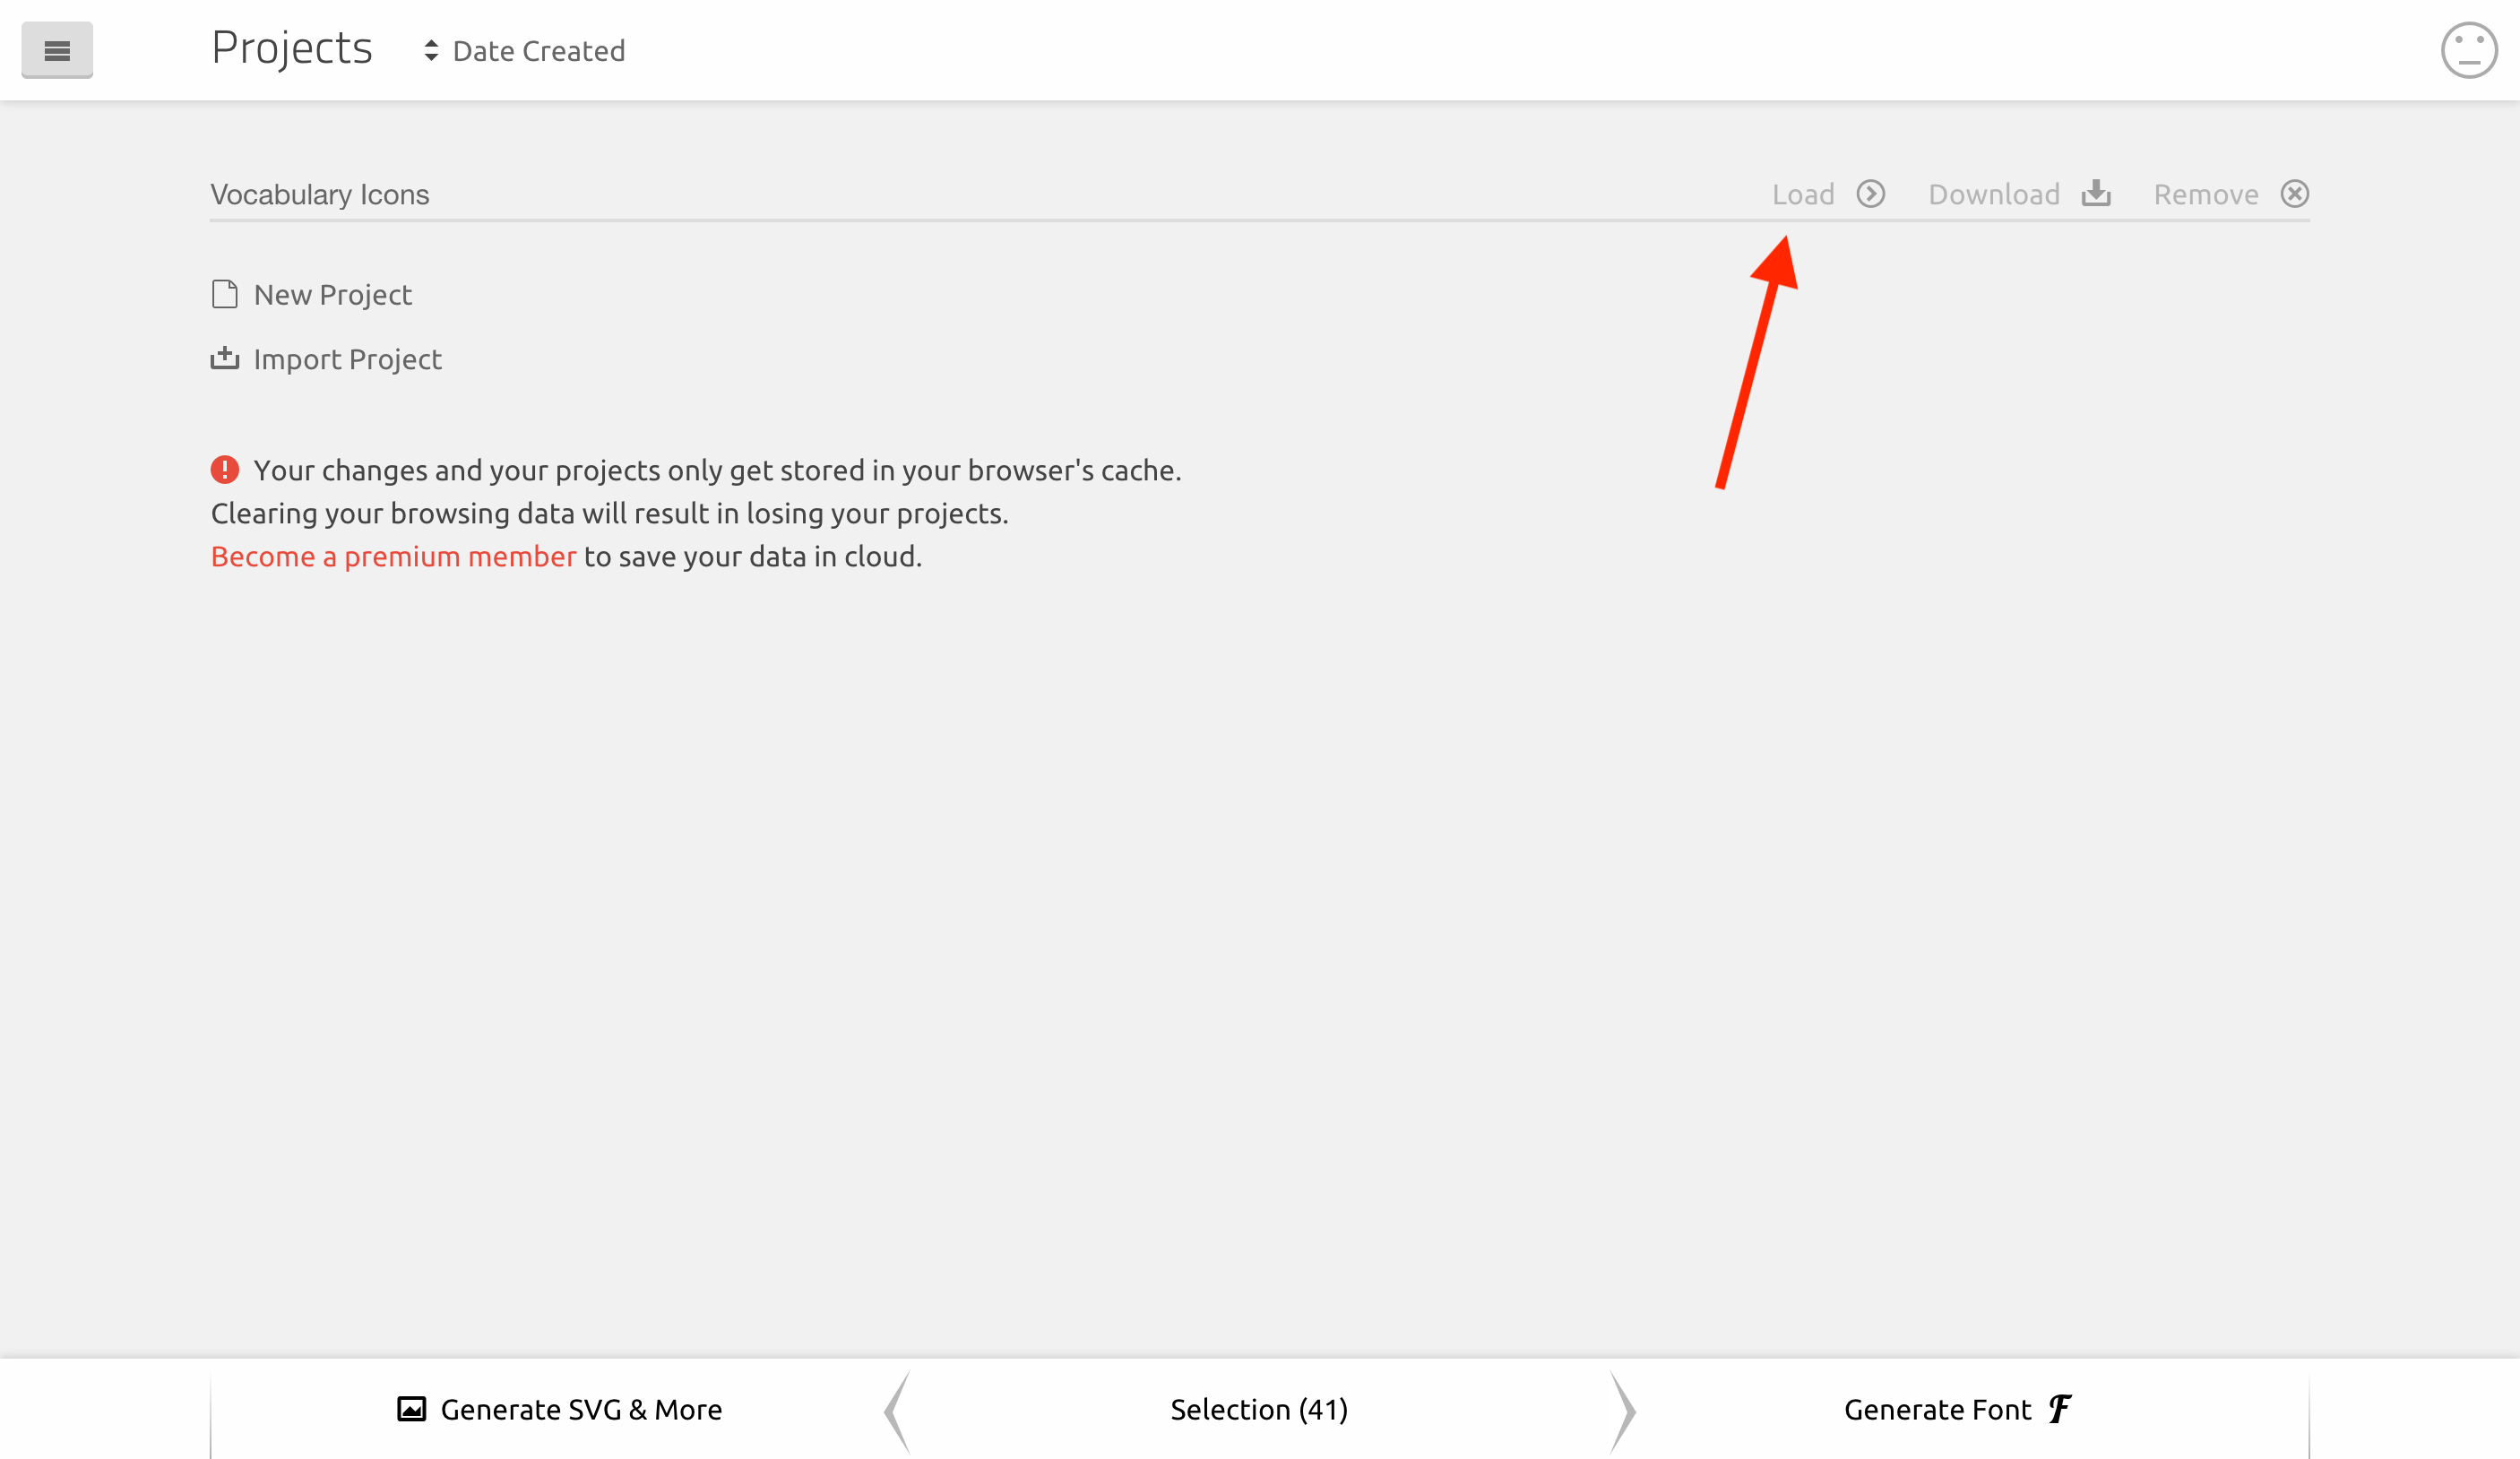 Projects Date Created
Vocabulary Icons Load Download Remove
New Project
Import Project
Your changes and your projects only get stored in your browser's cache.
Clearing your browsing data will result in losing your projects.
Become a premium member to save your data in cloud.
Generate SVG & More Selection (41) Generate Font